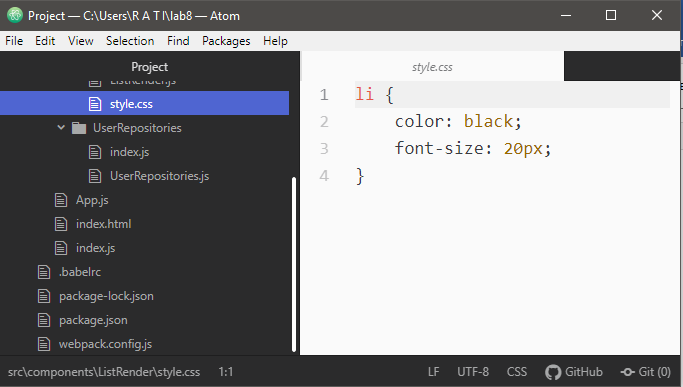 Project — C:\Users\R A T I\lab8 — Atom
File Edit View Selection Find Packages Help
Project
ListRender.js
style.css
UserRepositories
index.js
UserRepositories.js
App.js
index.html
index.js
.babelrc
package-lock.json
package.json
webpack.config.js
style.css
1 li {
2 color: black;
3 font-size: 20px;
4 }
src\components\ListRender\style.css 1:1 LF UTF-8 CSS GitHub Git (0)